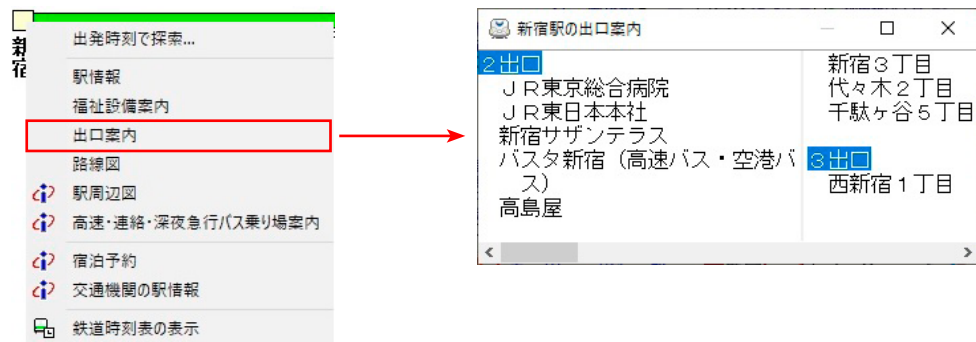 新宿
出発時刻で探索...
駅情報
福祉設備案内
出口案内
路線図
駅周辺図
高速・連絡・深夜急行バス乗り場案内
宿泊予約
交通機関の駅情報
鉄道時刻表の表示
新宿駅の出口案内
２出口
ＪＲ東京総合病院
ＪＲ東日本本社
新宿サザンテラス
バスタ新宿（高速バス・空港バ
ス）
高島屋
新宿３丁目
代々木２丁目
千駄ヶ谷５丁目
３出口
西新宿１丁目